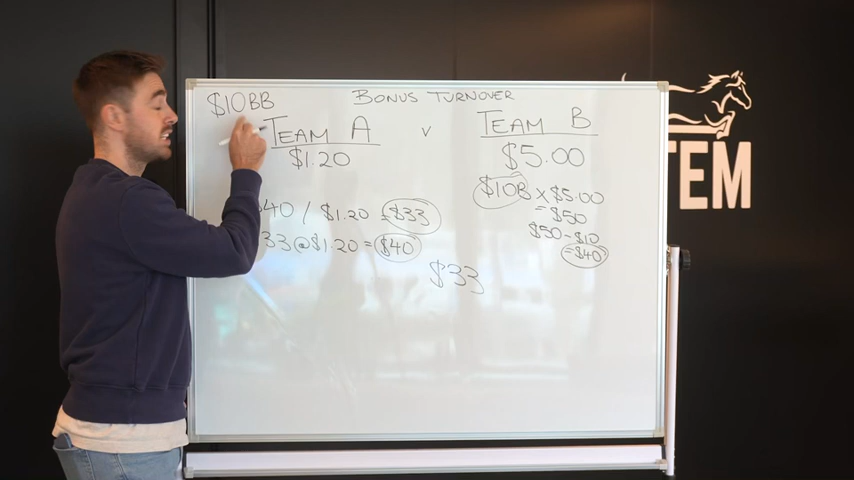 $10BB
BONUS TURNOVER
TEAM A v TEAM B
$1.20
$5.00
$10B x $5.00
= $50
$50 - $10
= $40
40 / $1.20 = $33
33 @ $1.20 = $40
$33
TEM